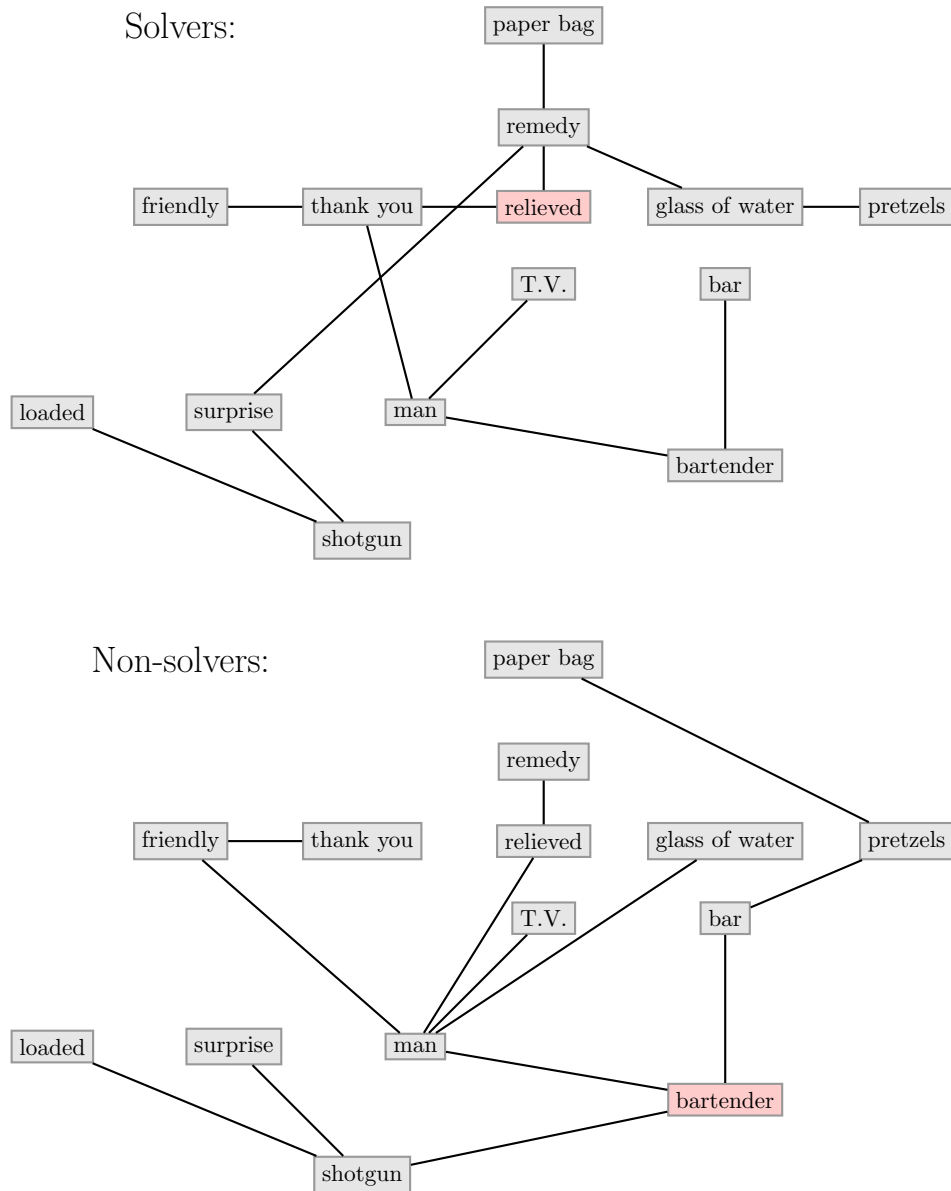 Solvers:
paper bag
remedy
friendly
thank you
relieved
glass of water
pretzels
T.V.
bar
loaded
surprise
man
bartender
shotgun
Non-solvers:
paper bag
remedy
friendly
thank you
relieved
glass of water
pretzels
T.V.
bar
loaded
surprise
man
bartender
shotgun